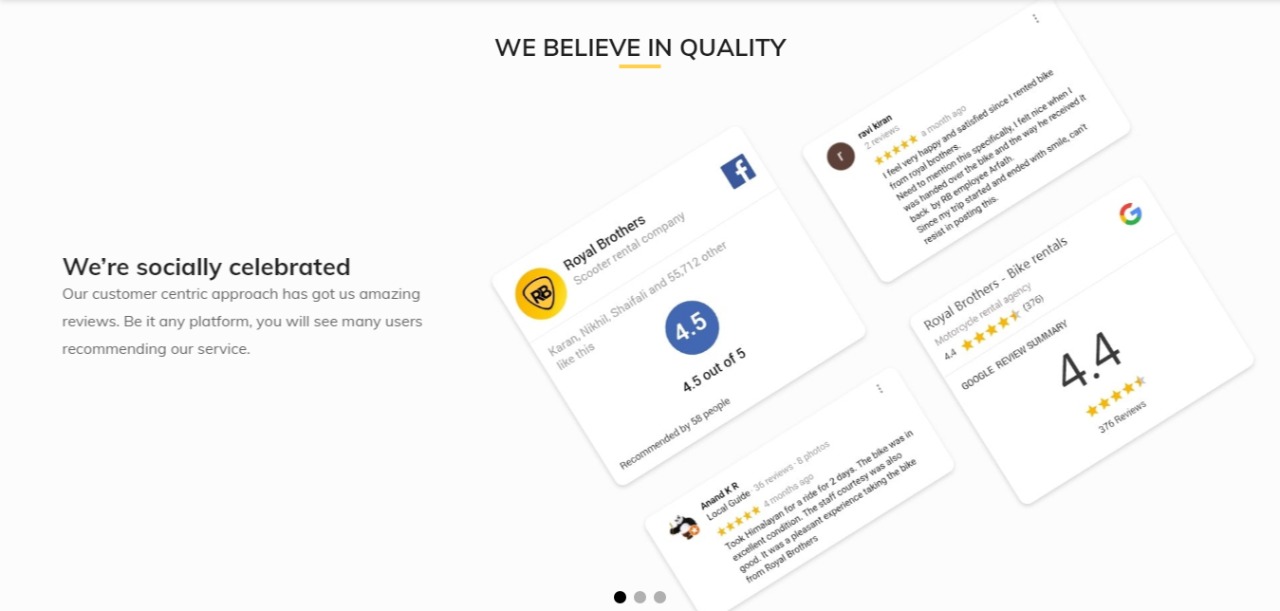 WE BELIEVE IN QUALITY
We're socially celebrated
Our customer centric approach has got us amazing
reviews. Be it any platform, you will see many users
recommending our service.
Royal Brothers
Scooter rental company
RB
Karan, Nikhil, Shaifali and 55,712 other
like this
4.5
4.5 out of 5
Recommended by 58 people
ravi kiran
2 reviews
r
a month ago
I feel very happy and satisfied since I rented bike
from royal brothers.
Need to mention this specifically, I felt nice when I
was handed over the bike and the way he received it
back by RB employee Arfath.
Since my trip started and ended with smile, can't
resist in posting this.
Royal Brothers - Bike rentals
Motorcycle rental agency
4.4 (376)
GOOGLE REVIEW SUMMARY
4.4
376 Reviews
Anand K R
Local Guide · 36 reviews · 8 photos
4 months ago
Took Himalayan for a ride for 2 days. The bike was in
excellent condition. The staff courtesy was also
good. It was a pleasant experience taking the bike
from Royal Brothers